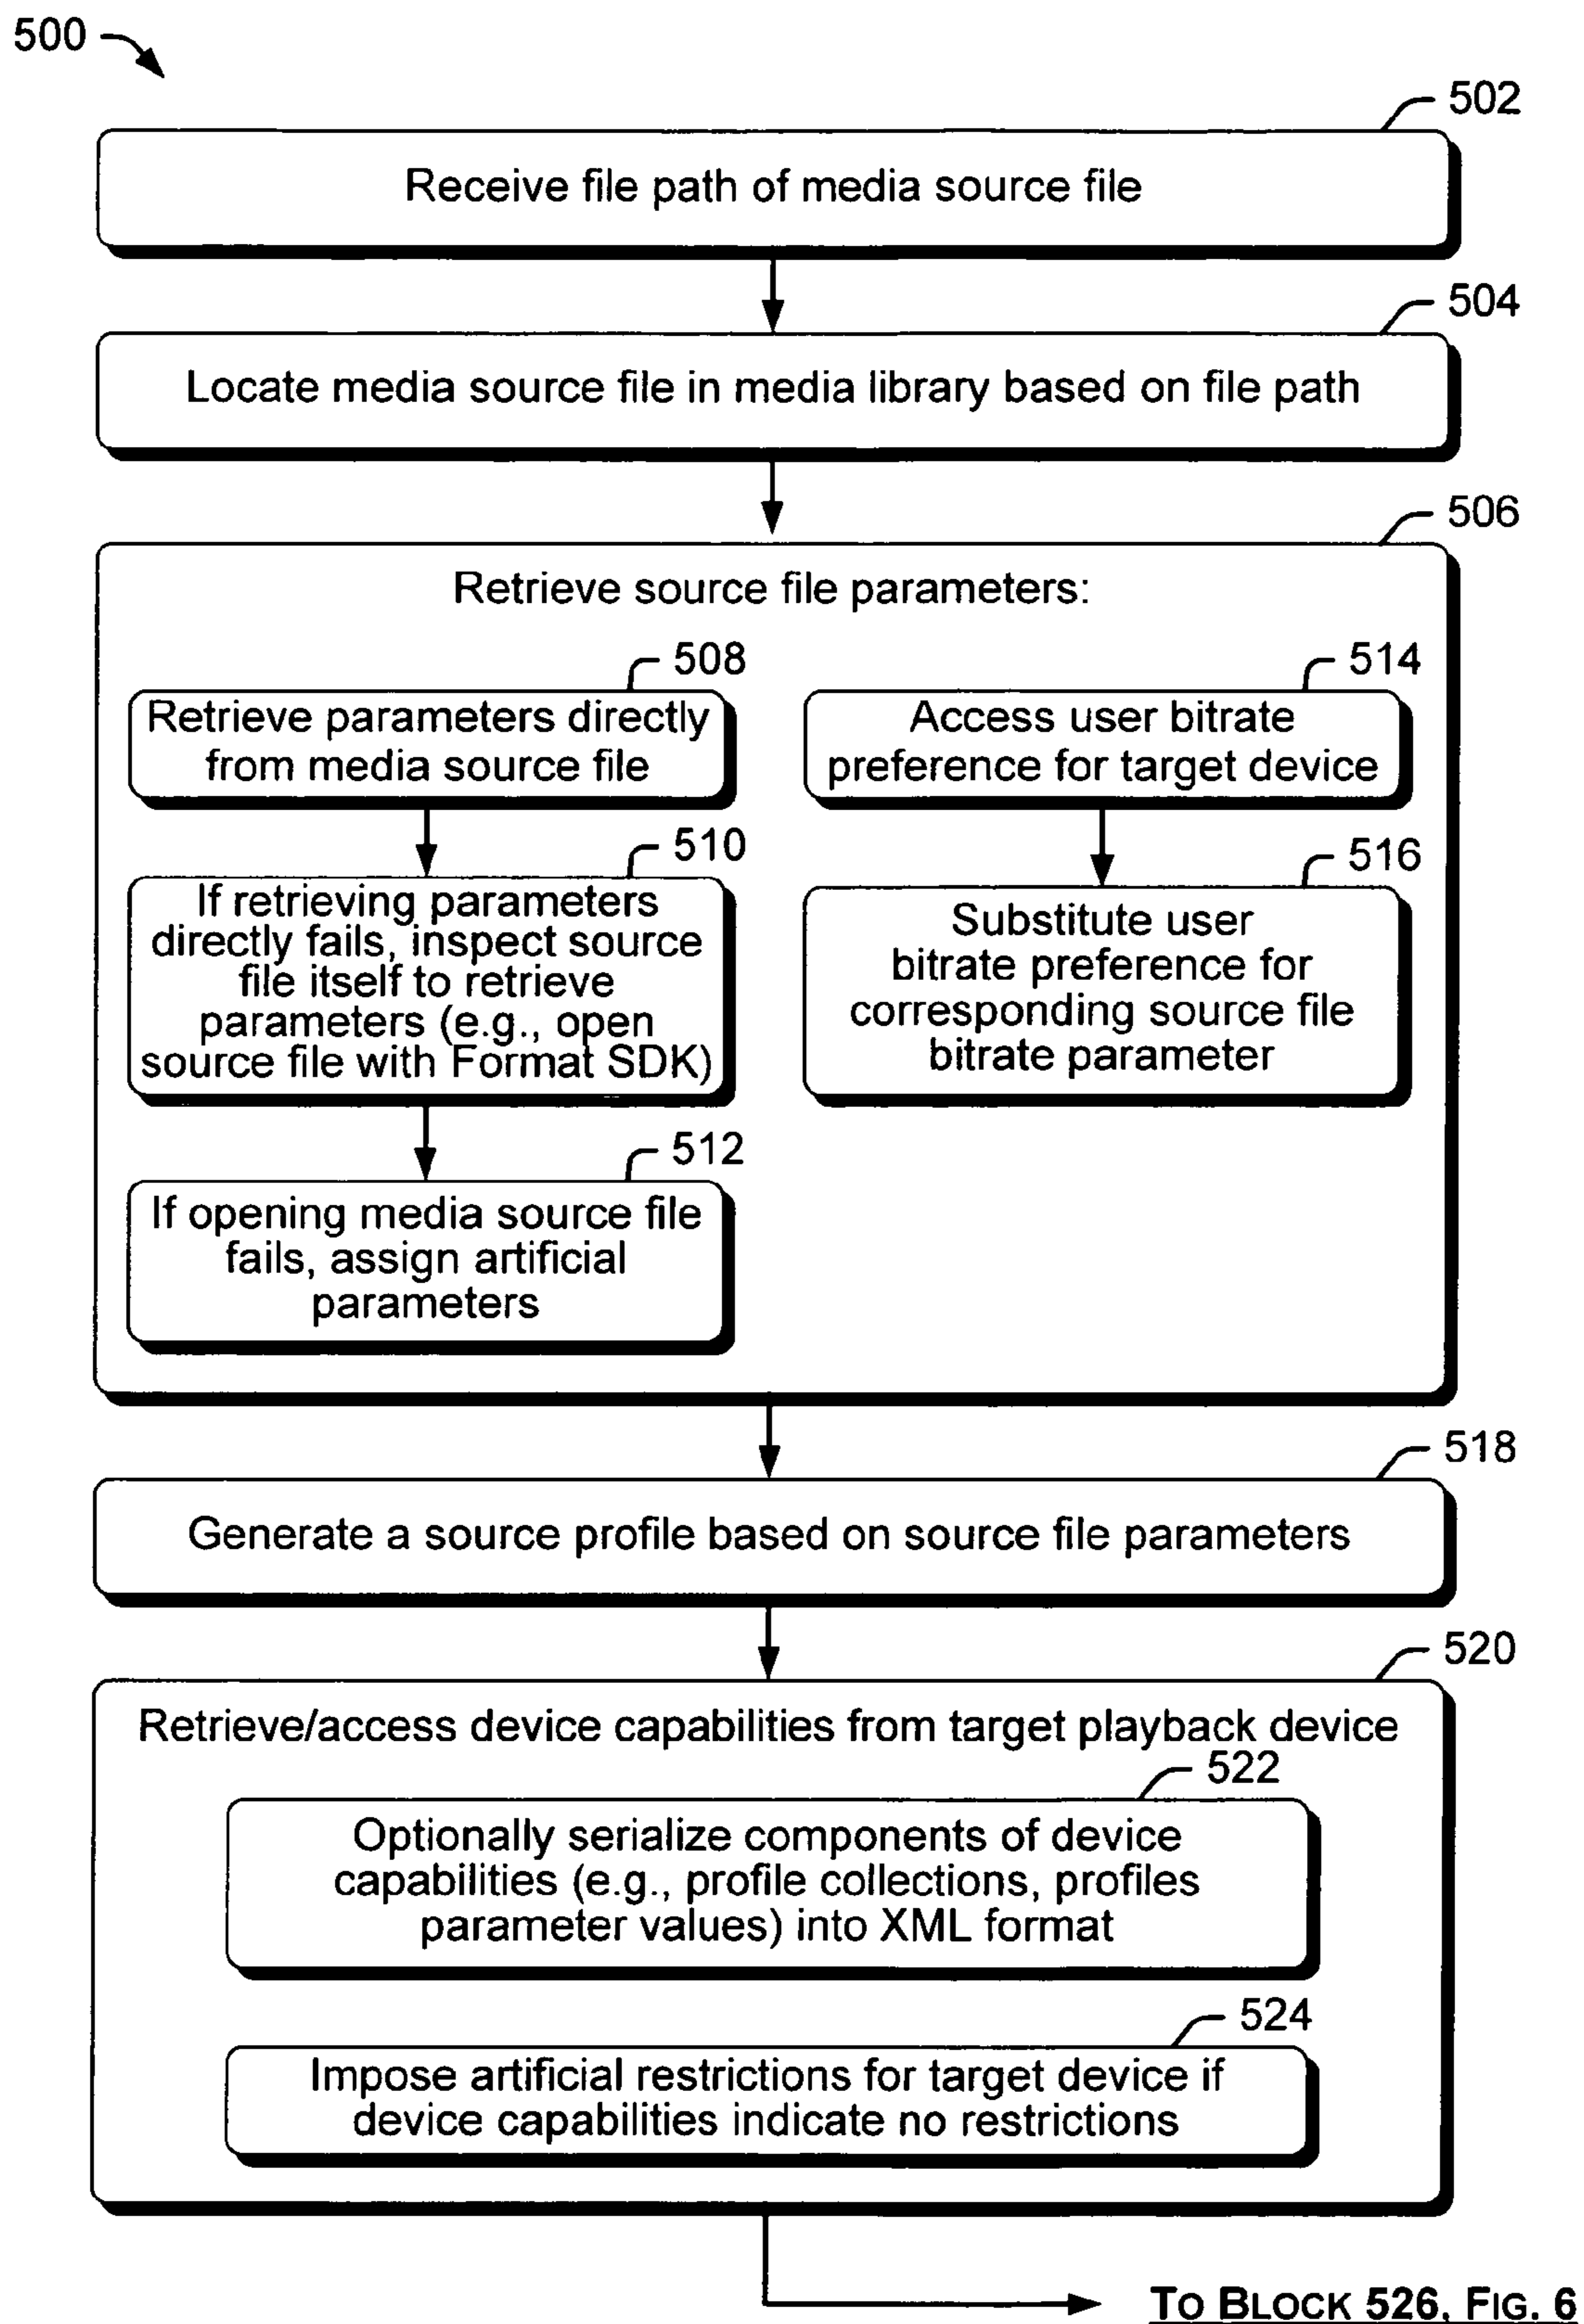 500
502
Receive file path of media source file
504
Locate media source file in media library based on file path
506
Retrieve source file parameters:
508
Retrieve parameters directly
from media source file
510
If retrieving parameters
directly fails, inspect source
file itself to retrieve
parameters (e.g., open
source file with Format SDK)
512
If opening media source file
fails, assign artificial
parameters
514
Access user bitrate
preference for target device
516
Substitute user
bitrate preference for
corresponding source file
bitrate parameter
518
Generate a source profile based on source file parameters
520
Retrieve/access device capabilities from target playback device
522
Optionally serialize components of device
capabilities (e.g., profile collections, profiles
parameter values) into XML format
524
Impose artificial restrictions for target device if
device capabilities indicate no restrictions
TO BLOCK 526, FIG. 6